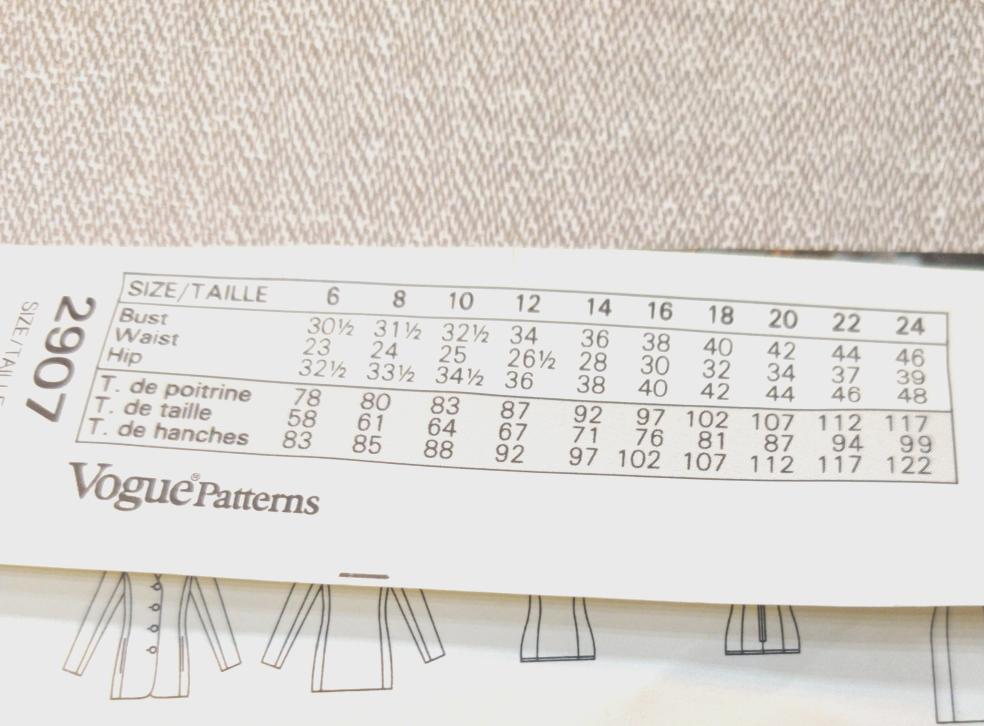 SIZE/TAILLE 6 8 10 12 14 16 18 20 22 24
Bust 30½ 31½ 32½ 34 36 38 40 42 44 46
Waist 23 24 25 26½ 28 30 32 34 37 39
Hip 32½ 33½ 34½ 36 38 40 42 44 46 48
T. de poitrine 78 80 83 87 92 97 102 107 112 117
T. de taille 58 61 64 67 71 76 81 87 94 99
T. de hanches 83 85 88 92 97 102 107 112 117 122
Vogue® Patterns
2907
SIZE/TAILLE